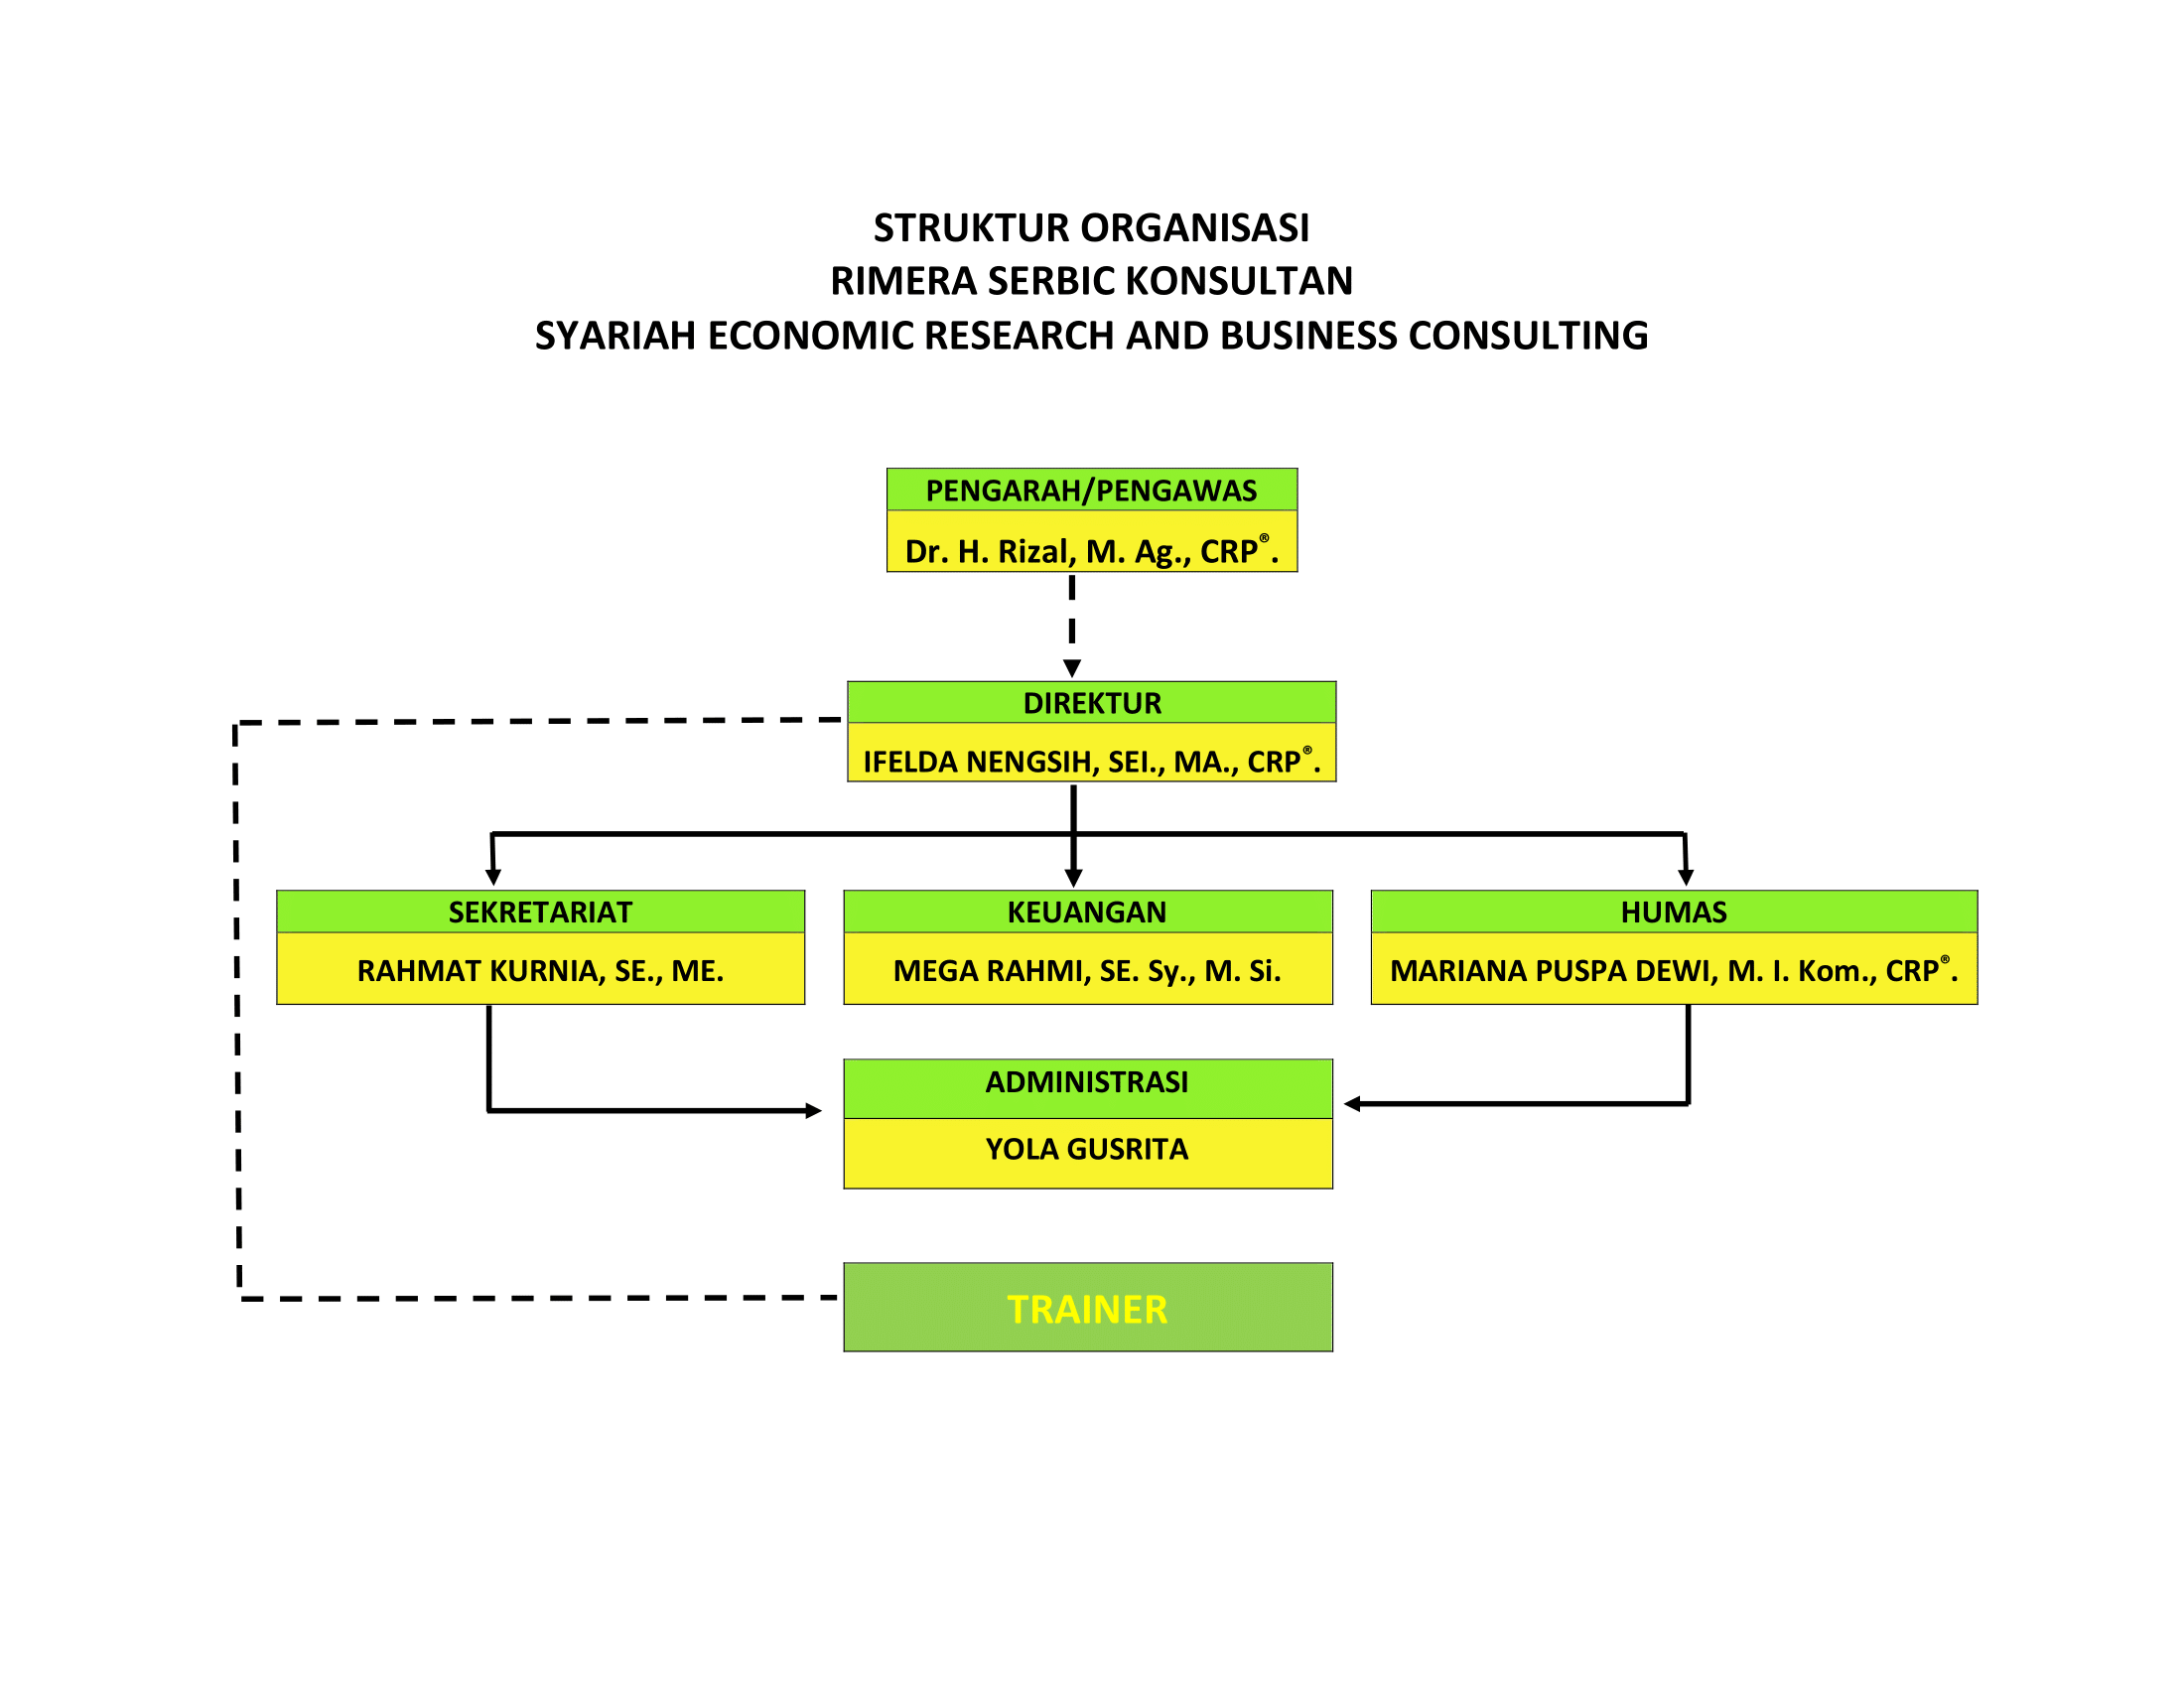 STRUKTUR ORGANISASI
RIMERA SERBIC KONSULTAN
SYARIAH ECONOMIC RESEARCH AND BUSINESS CONSULTING
PENGARAH/PENGAWAS
Dr. H. Rizal, M. Ag., CRP®.
DIREKTUR
IFELDA NENGSIH, SEI., MA., CRP®.
SEKRETARIAT
RAHMAT KURNIA, SE., ME.
KEUANGAN
MEGA RAHMI, SE. Sy., M. Si.
HUMAS
MARIANA PUSPA DEWI, M. I. Kom., CRP®.
ADMINISTRASI
YOLA GUSRITA
TRAINER